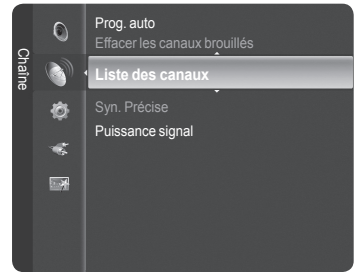 Chaîne
Prog. auto
Effacer les canaux brouillés
Liste des canaux
Syn. Précise
Puissance signal